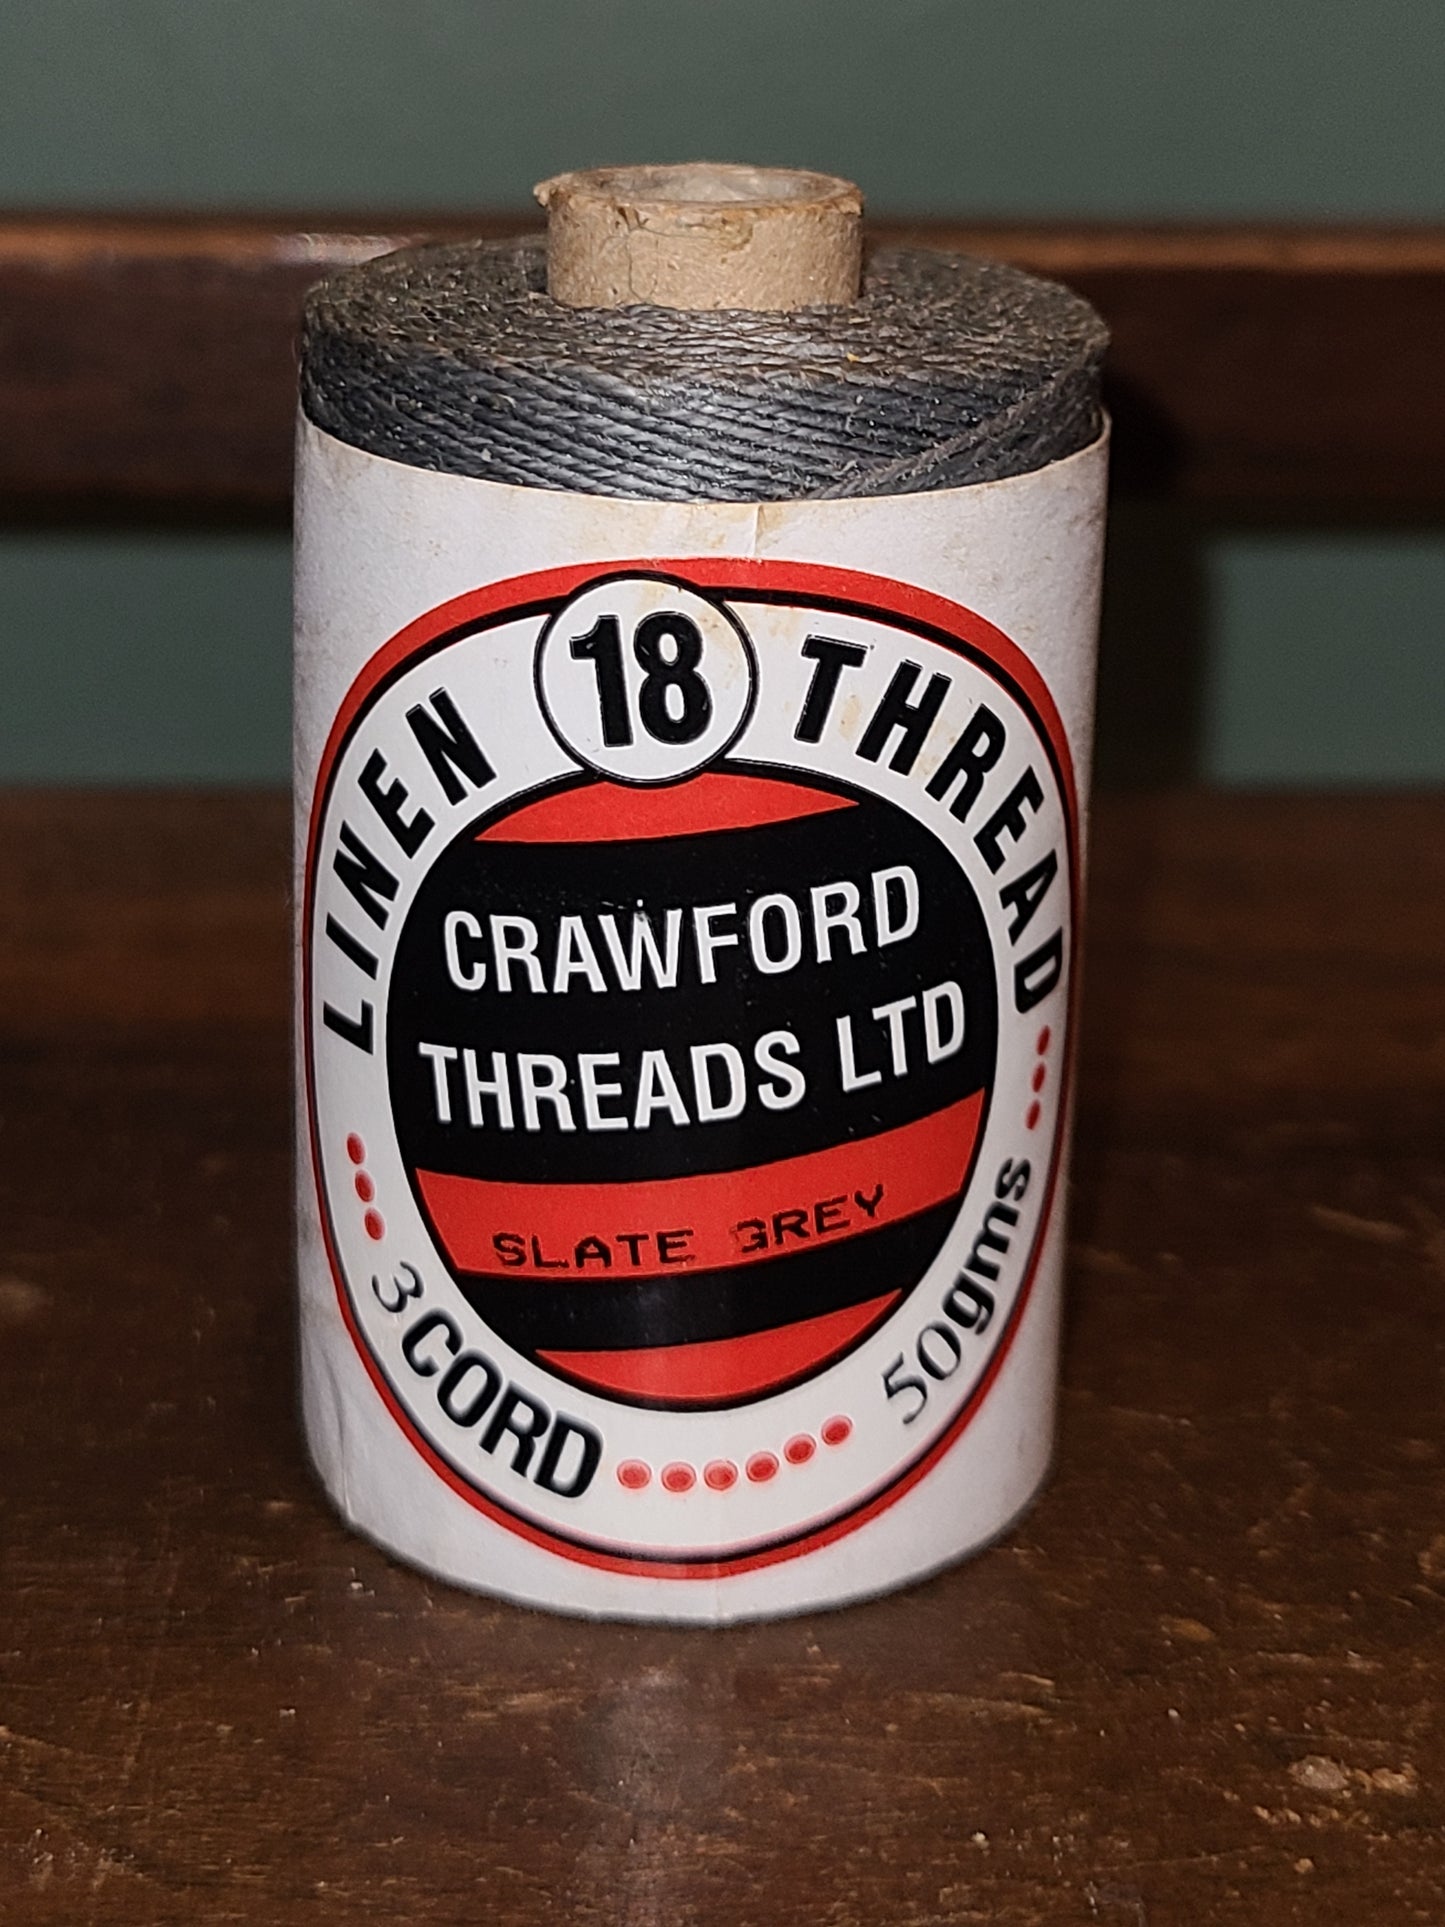 LINEN 18 THREAD
CRAWFORD
THREADS LTD
SLATE GREY
3 CORD 50gms